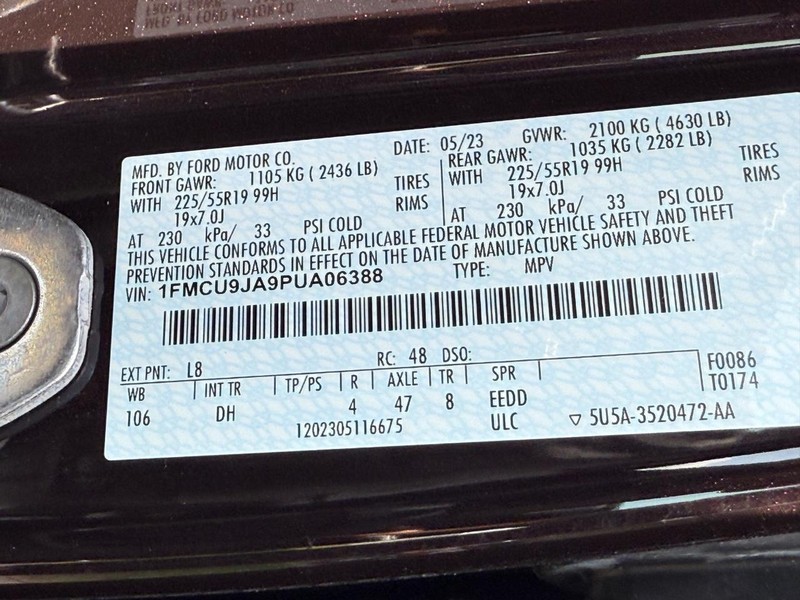 MFG. BY FORD MOTOR CO.
MFD. BY FORD MOTOR CO. DATE: 05/23 GVWR: 2100 KG ( 4630 LB)
FRONT GAWR: 1105 KG ( 2436 LB) REAR GAWR: 1035 KG ( 2282 LB)
WITH 225/55R19 99H TIRES WITH 225/55R19 99H TIRES
19x7.0J RIMS 19x7.0J RIMS
AT 230 kPa/ 33 PSI COLD AT 230 kPa/ 33 PSI COLD
THIS VEHICLE CONFORMS TO ALL APPLICABLE FEDERAL MOTOR VEHICLE SAFETY AND THEFT
PREVENTION STANDARDS IN EFFECT ON THE DATE OF MANUFACTURE SHOWN ABOVE.
VIN: 1FMCU9JA9PUA06388 TYPE: MPV
EXT PNT: L8 RC: 48 DSO:
WB INT TR TP/PS R AXLE TR SPR F0086
106 DH 4 47 8 EEDD T0174
1202305116675 ULC ▽ 5U5A-3520472-AA